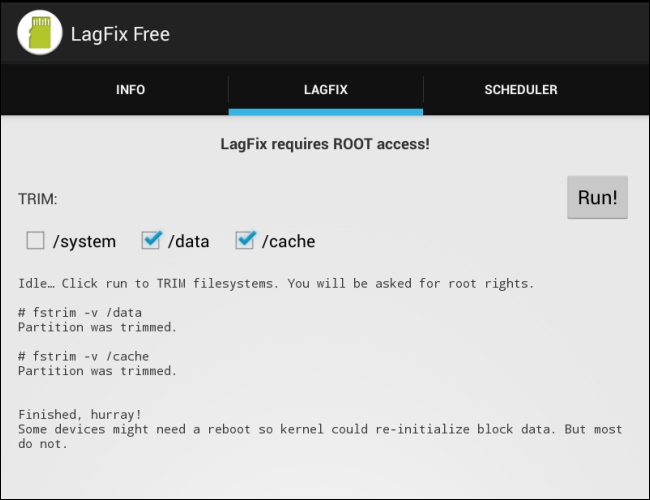 LagFix Free
INFO
LAGFIX
SCHEDULER
LagFix requires ROOT access!
TRIM:
Run!
/system
/data
/cache
Idle… Click run to TRIM filesystems. You will be asked for root rights.
# fstrim -v /data
Partition was trimmed.
# fstrim -v /cache
Partition was trimmed.
Finished, hurray!
Some devices might need a reboot so kernel could re-initialize block data. But most
do not.